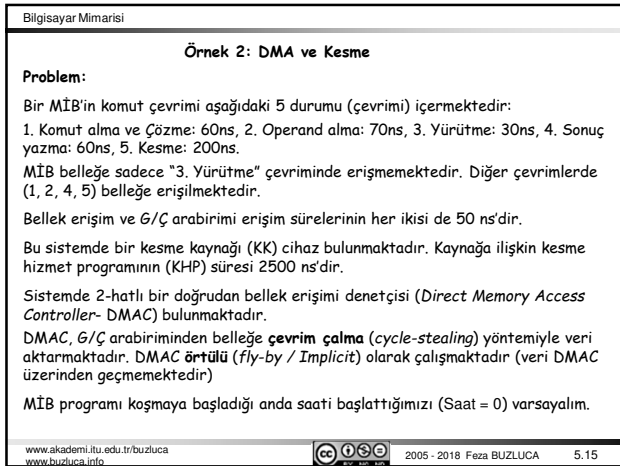 Bilgisayar Mimarisi
Örnek 2: DMA ve Kesme
Problem:
Bir MİB'in komut çevrimi aşağıdaki 5 durumu (çevrimi) içermektedir:
1. Komut alma ve Çözme: 60ns, 2. Operand alma: 70ns, 3. Yürütme: 30ns, 4. Sonuç
yazma: 60ns, 5. Kesme: 200ns.
MİB belleğe sadece "3. Yürütme" çevriminde erişmemektedir. Diğer çevrimlerde
(1, 2, 4, 5) belleğe erişilmektedir.
Bellek erişim ve G/Ç arabirimi erişim sürelerinin her ikisi de 50 ns'dir.
Bu sistemde bir kesme kaynağı (KK) cihaz bulunmaktadır. Kaynağa ilişkin kesme
hizmet programının (KHP) süresi 2500 ns'dir.
Sistemde 2-hatlı bir doğrudan bellek erişimi denetçisi (Direct Memory Access
Controller- DMAC) bulunmaktadır.
DMAC, G/Ç arabiriminden belleğe çevrim çalma (cycle-stealing) yöntemiyle veri
aktarmaktadır. DMAC örtülü (fly-by / Implicit) olarak çalışmaktadır (veri DMAC
üzerinden geçmemektedir)
MİB programı koşmaya başladığı anda saati başlattığımızı (Saat = 0) varsayalım.
www.akademi.itu.edu.tr/buzluca
www.buzluca.info
2005 - 2018 Feza BUZLUCA
5.15